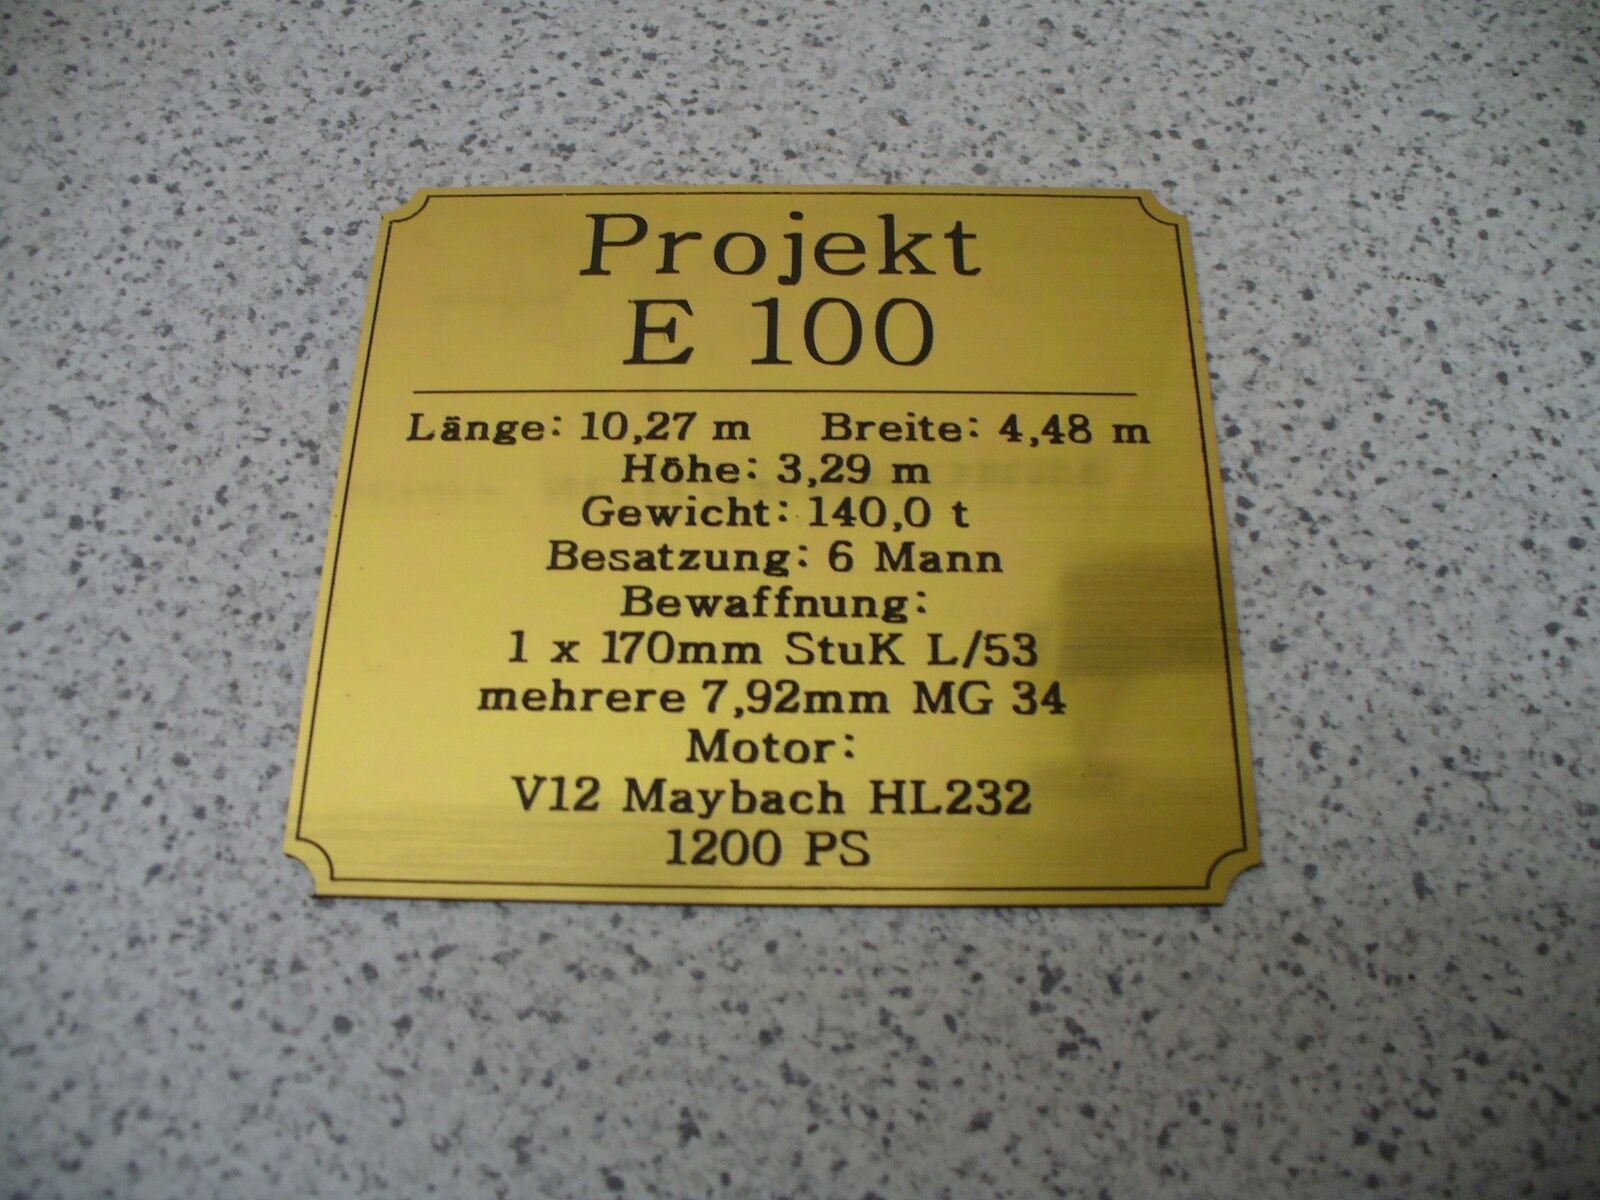 Projekt
E 100
Länge: 10,27 m Breite: 4,48 m
Höhe: 3,29 m
Gewicht: 140,0 t
Besatzung: 6 Mann
Bewaffnung:
1 x 170mm StuK L/53
mehrere 7,92mm MG 34
Motor:
V12 Maybach HL232
1200 PS